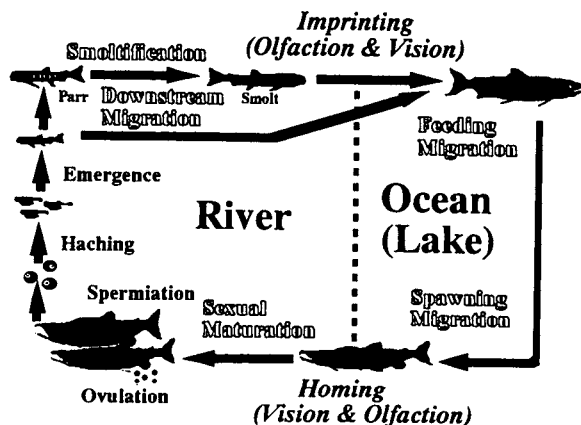 Imprinting
(Olfaction & Vision)
Smoltification
Parr
Smolt
Downstream
Migration
Feeding
Migration
Emergence
River
Ocean
(Lake)
Haching
Spermiation
Sexual
Maturation
Spawning
Migration
Ovulation
Homing
(Vision & Olfaction)